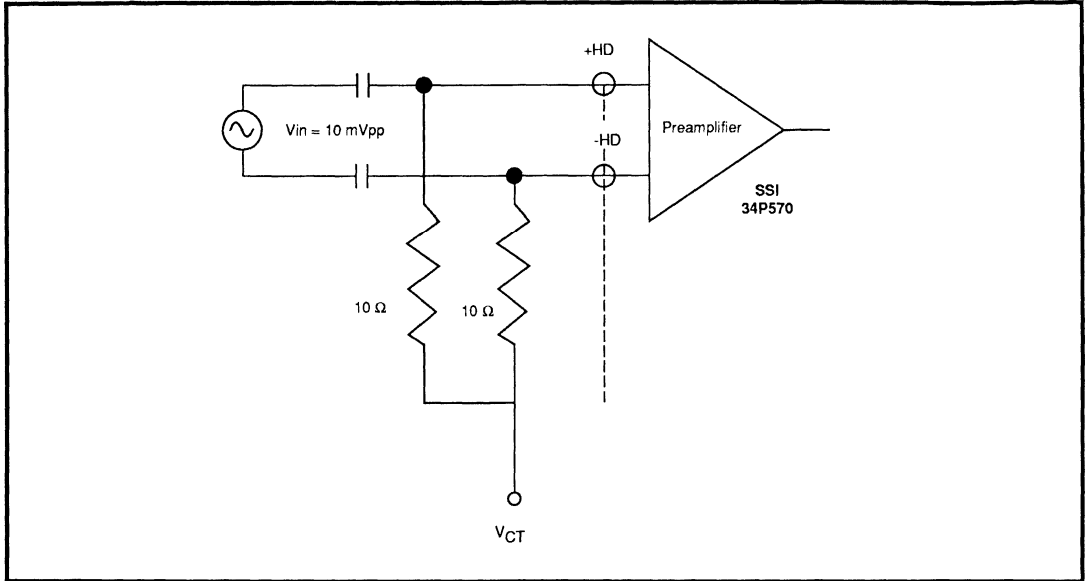 +HD
Vin = 10 mVpp
Preamplifier
-HD
SSI
34P570
10 Ω
10 Ω
VCT